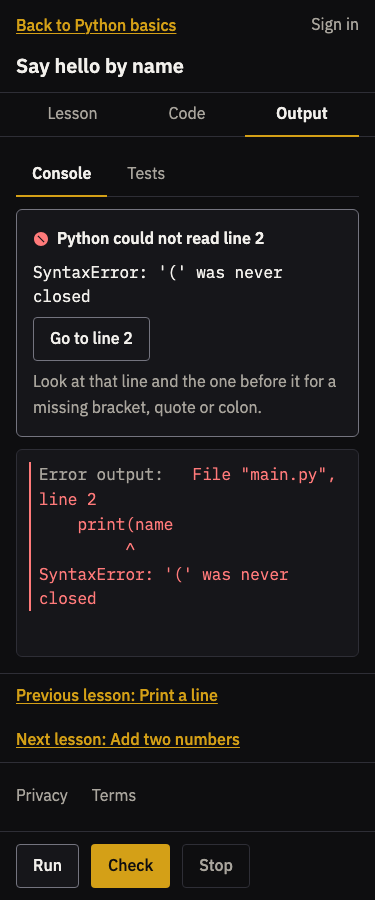 Back to Python basics
Sign in
Say hello by name
Lesson
Code
Output
Console
Tests
Python could not read line 2
SyntaxError: '(' was never
closed
Go to line 2
Look at that line and the one before it for a
missing bracket, quote or colon.
Error output:   File "main.py",
line 2
    print(name
         ^
SyntaxError: '(' was never
closed
Previous lesson: Print a line
Next lesson: Add two numbers
Privacy
Terms
Run
Check
Stop